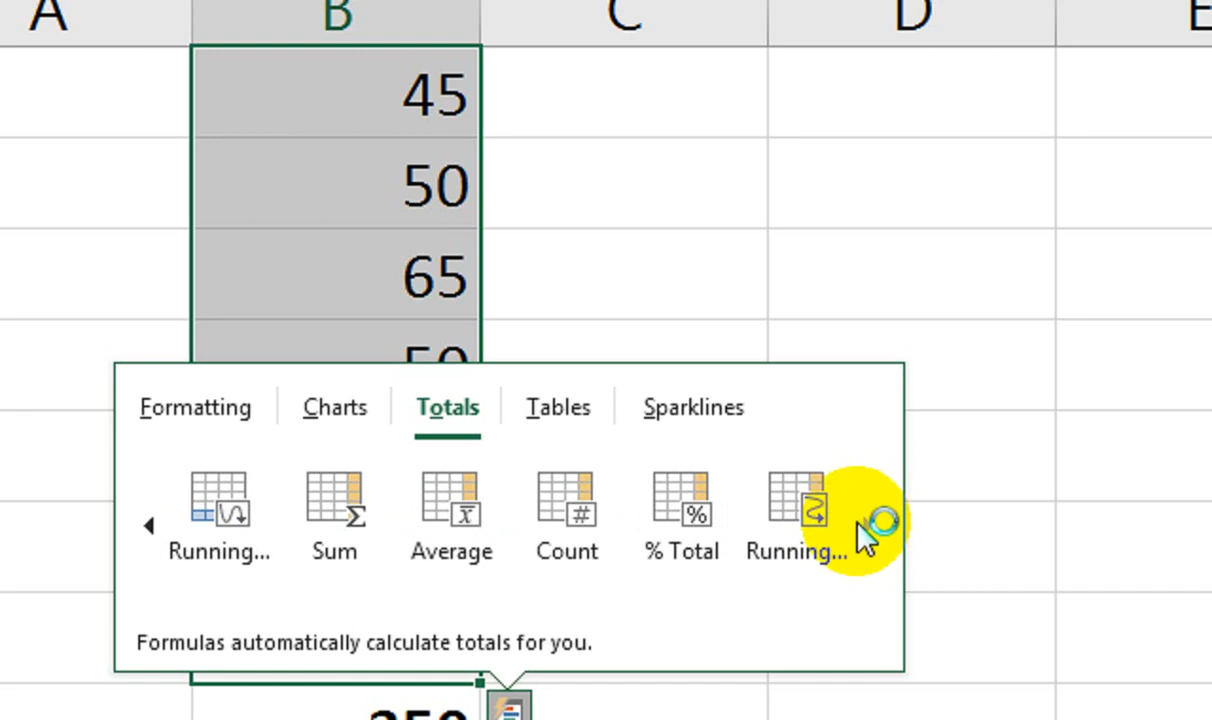 A B C D E
45
50
65
50
Formatting Charts Totals Tables Sparklines
Running... Sum Average Count % Total Running...
Formulas automatically calculate totals for you.